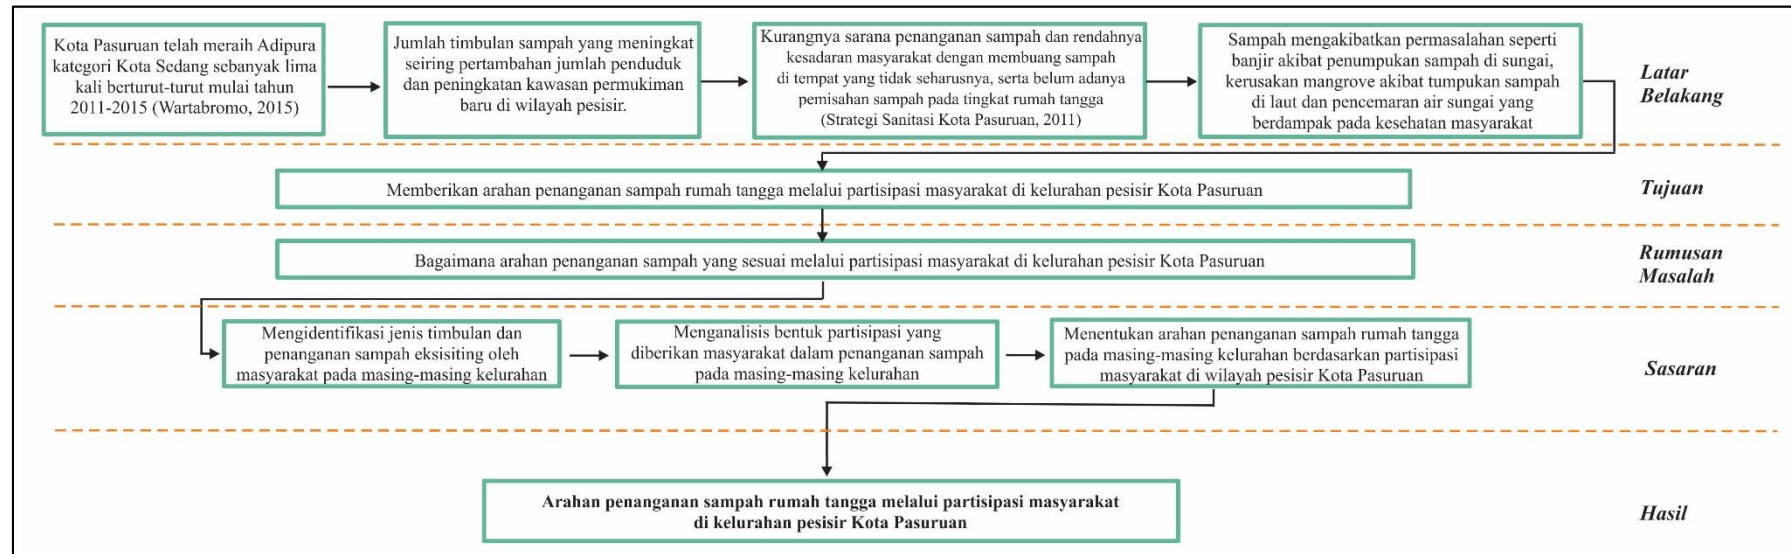 Kota Pasuruan telah meraih Adipura
kategori Kota Sedang sebanyak lima
kali berturut-turut mulai tahun
2011-2015 (Wartabromo, 2015)
Jumlah timbulan sampah yang meningkat
seiring pertambahan jumlah penduduk
dan peningkatan kawasan permukiman
baru di wilayah pesisir.
Kurangnya sarana penanganan sampah dan rendahnya
kesadaran masyarakat dengan membuang sampah
di tempat yang tidak seharusnya, serta belum adanya
pemisahan sampah pada tingkat rumah tangga
(Strategi Sanitasi Kota Pasuruan, 2011)
Sampah mengakibatkan permasalahan seperti
banjir akibat penumpukan sampah di sungai,
kerusakan mangrove akibat tumpukan sampah
di laut dan pencemaran air sungai yang
berdampak pada kesehatan masyarakat
Latar
Belakang
Memberikan arahan penanganan sampah rumah tangga melalui partisipasi masyarakat di kelurahan pesisir Kota Pasuruan
Tujuan
Bagaimana arahan penanganan sampah yang sesuai melalui partisipasi masyarakat di kelurahan pesisir Kota Pasuruan
Rumusan
Masalah
Mengidentifikasi jenis timbulan dan
penanganan sampah eksisiting oleh
masyarakat pada masing-masing kelurahan
Menganalisis bentuk partisipasi yang
diberikan masyarakat dalam penanganan sampah
pada masing-masing kelurahan
Menentukan arahan penanganan sampah rumah tangga
pada masing-masing kelurahan berdasarkan partisipasi
masyarakat di wilayah pesisir Kota Pasuruan
Sasaran
Arahan penanganan sampah rumah tangga melalui partisipasi masyarakat
di kelurahan pesisir Kota Pasuruan
Hasil